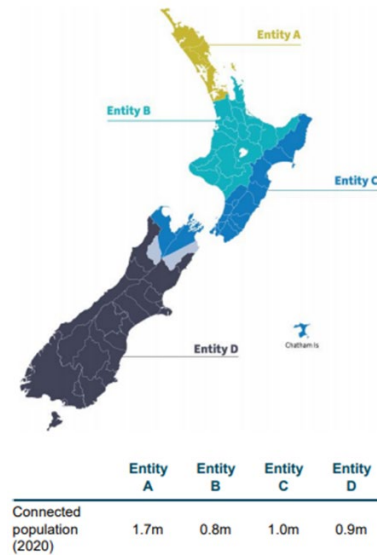 Entity A
Entity B
Entity C
Entity D
Chatham Is
Entity A Entity B Entity C Entity D
Connected population (2020) 1.7m 0.8m 1.0m 0.9m